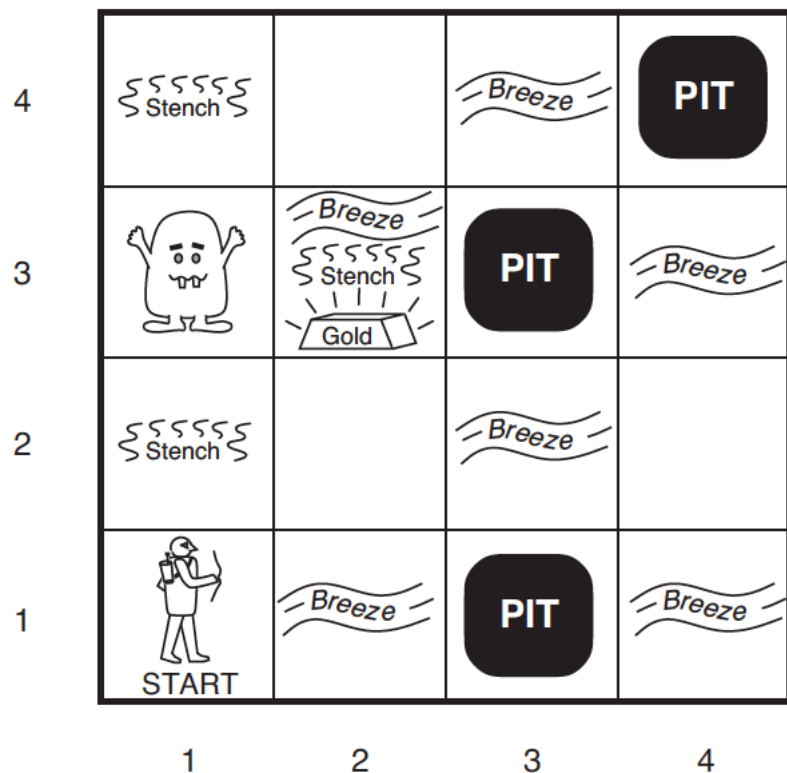 4 Stench Breeze PIT
Breeze
3 Stench PIT Breeze
Gold
2 Stench Breeze
1 Breeze PIT Breeze
START
1 2 3 4